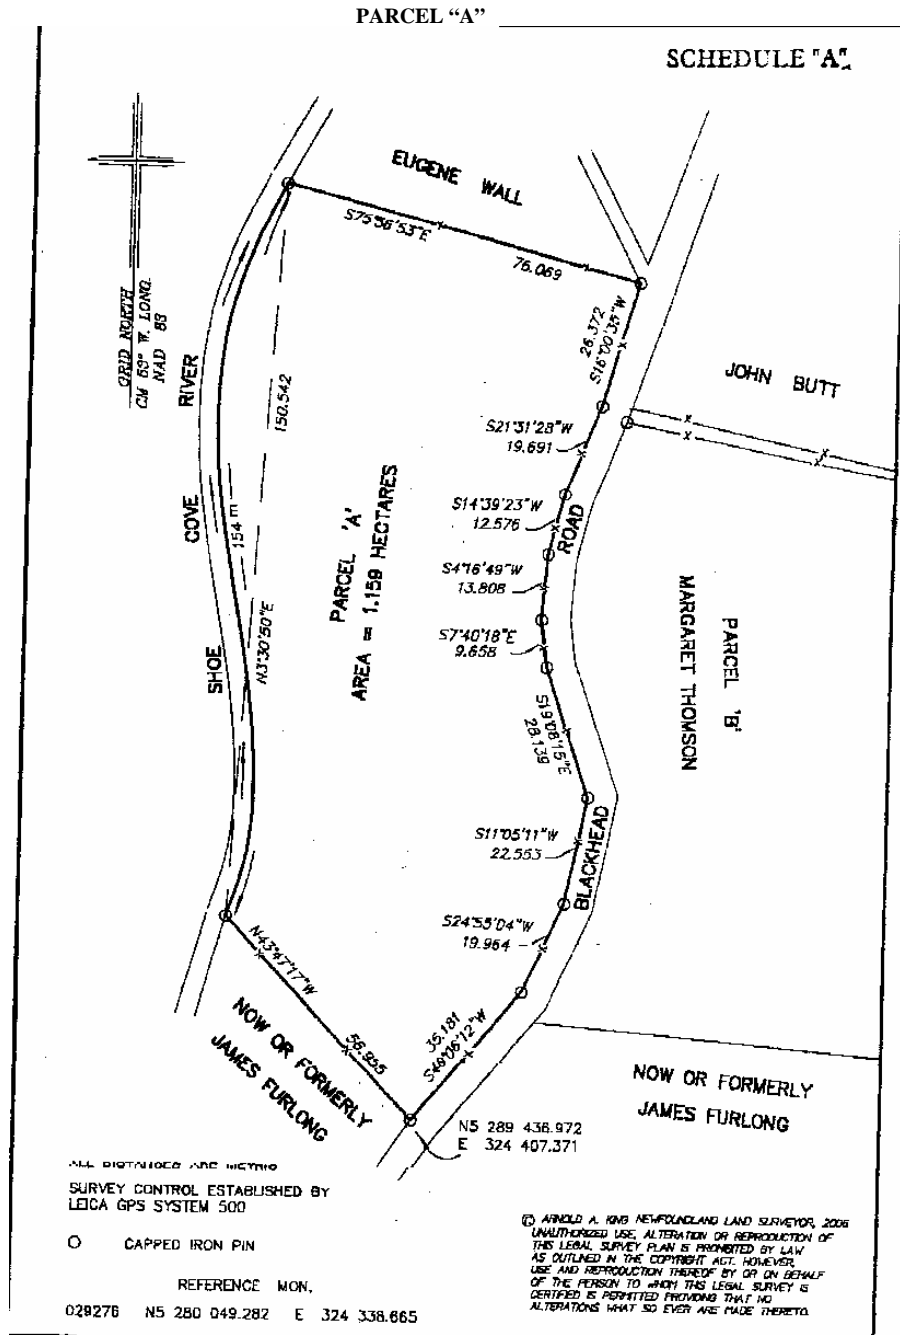 PARCEL “A”
SCHEDULE "A"
EUGENE WALL
S75°56'53"E
76.069
GRID NORTH
CM 53° W. LONG.
NAD 83
RIVER
COVE
SHOE
150.542
154 ±
N3°30'50"E
26.372
S16°00'35"W
JOHN BUTT
S21°31'28"W
19.691
S14°39'23"W
12.576
ROAD
S4°16'49"W
13.808
S7°40'18"E
9.658
PARCEL 'A'
AREA = 1.159 HECTARES
PARCEL 'B'
MARGARET THOMSON
S19°08'15"E
28.139
S11°05'11"W
22.553
BLACKHEAD
S24°55'04"W
19.964
N43°47'17"W
56.955
35.181
S40°06'12"W
NOW OR FORMERLY
JAMES FURLONG
NOW OR FORMERLY
JAMES FURLONG
N5 289 436.972
E 324 407.371
ALL DISTANCES ARE METRIC
SURVEY CONTROL ESTABLISHED BY
LEICA GPS SYSTEM 500
CAPPED IRON PIN
REFERENCE MON.
029276 N5 280 049.282 E 324 338.665
© ARNOLD A. KING NEWFOUNDLAND LAND SURVEYOR, 2006
UNAUTHORIZED USE, ALTERATION OR REPRODUCTION OF
THIS LEGAL SURVEY PLAN IS PROHIBITED BY LAW
AS OUTLINED IN THE COPYRIGHT ACT. HOWEVER,
USE AND REPRODUCTION THEREOF BY OR ON BEHALF
OF THE PERSON TO WHOM THIS LEGAL SURVEY IS
CERTIFIED IS PERMITTED PROVIDING THAT NO
ALTERATIONS WHAT SO EVER ARE MADE THERETO.